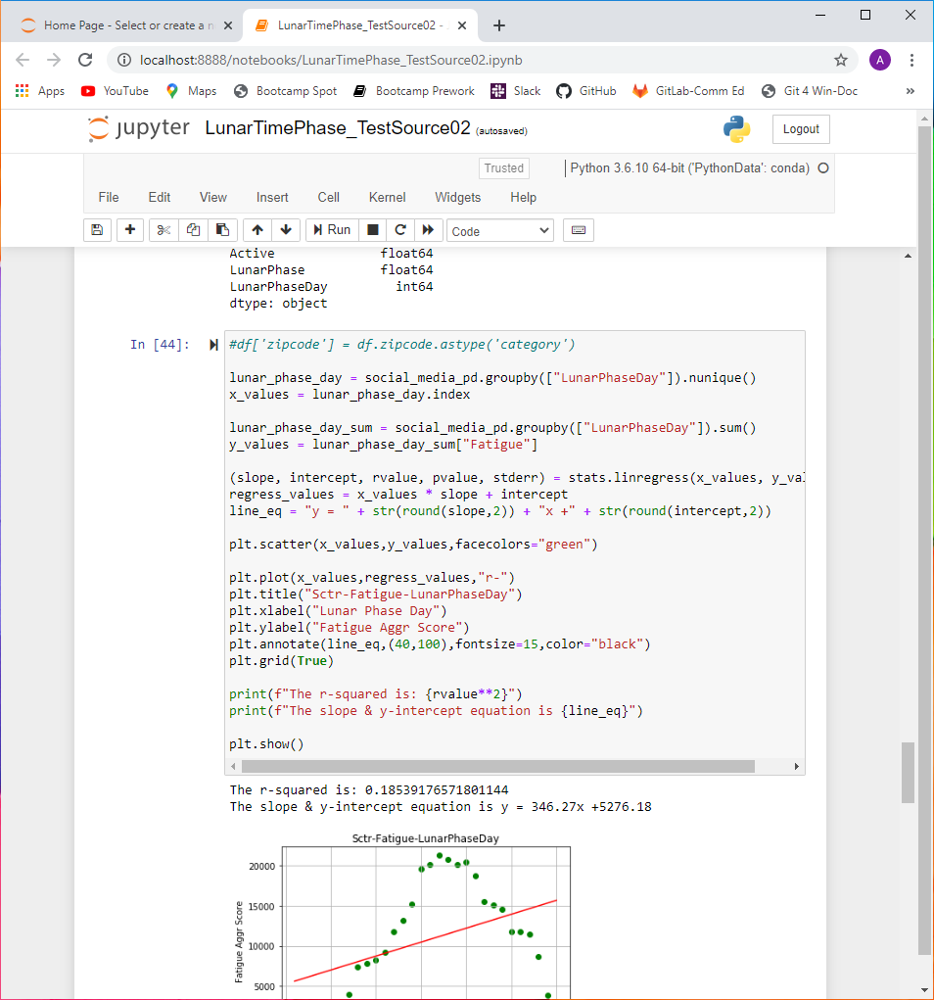 Home Page - Select or create a n
LunarTimePhase_TestSource02 -
A
localhost:8888/notebooks/LunarTimePhase_TestSource02.ipynb
Apps YouTube Maps Bootcamp Spot Bootcamp Prework Slack GitHub GitLab-Comm Ed Git 4 Win-Doc »
jupyter LunarTimePhase_TestSource02 (autosaved) Logout
Trusted Python 3.6.10 64-bit ('PythonData': conda)
File Edit View Insert Cell Kernel Widgets Help
Run Code
Active float64
LunarPhase float64
LunarPhaseDay int64
dtype: object
In [44]:
#df['zipcode'] = df.zipcode.astype('category')
lunar_phase_day = social_media_pd.groupby(["LunarPhaseDay"]).nunique()
x_values = lunar_phase_day.index
lunar_phase_day_sum = social_media_pd.groupby(["LunarPhaseDay"]).sum()
y_values = lunar_phase_day_sum["Fatigue"]
(slope, intercept, rvalue, pvalue, stderr) = stats.linregress(x_values, y_val
regress_values = x_values * slope + intercept
line_eq = "y = " + str(round(slope,2)) + "x +" + str(round(intercept,2))
plt.scatter(x_values,y_values,facecolors="green")
plt.plot(x_values,regress_values,"r-")
plt.title("Sctr-Fatigue-LunarPhaseDay")
plt.xlabel("Lunar Phase Day")
plt.ylabel("Fatigue Aggr Score")
plt.annotate(line_eq,(40,100),fontsize=15,color="black")
plt.grid(True)
print(f"The r-squared is: {rvalue**2}")
print(f"The slope & y-intercept equation is {line_eq}")
plt.show()
The r-squared is: 0.18539176571801144
The slope & y-intercept equation is y = 346.27x +5276.18
Sctr-Fatigue-LunarPhaseDay
20000
15000
10000
5000
Fatigue Aggr Score